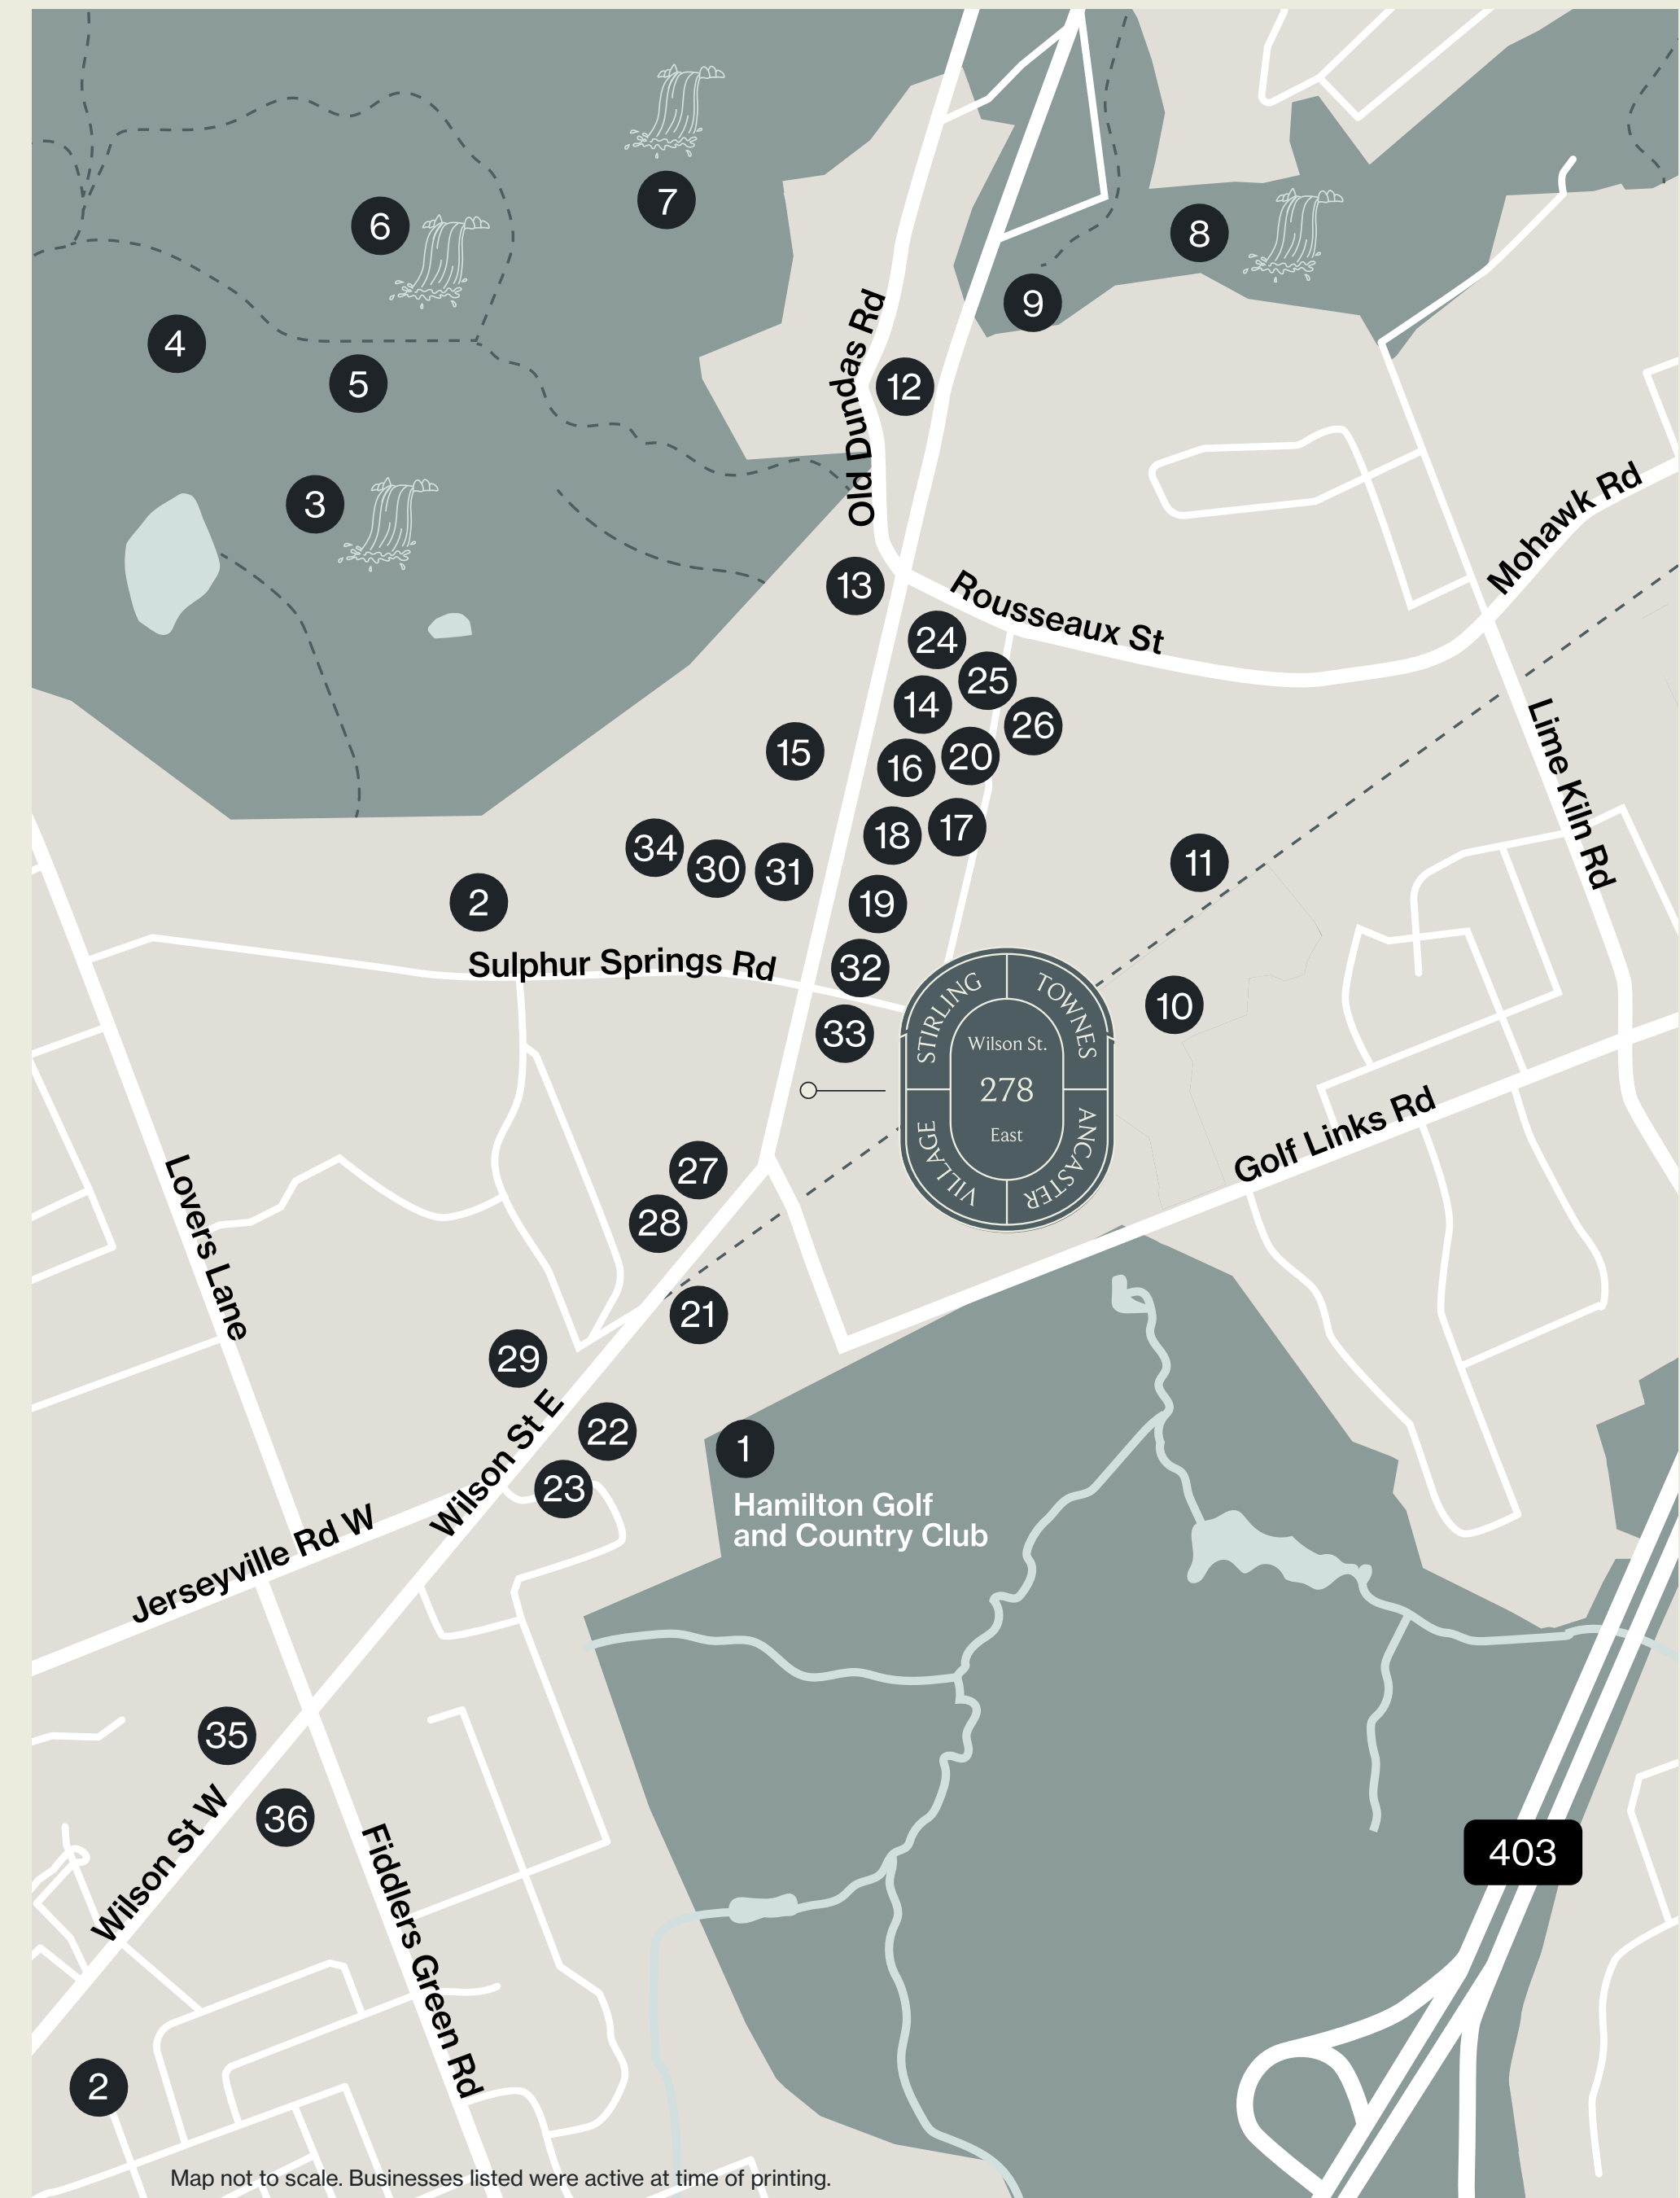 7
6
8
9
4
5
12
Old Dundas Rd
3
Mohawk Rd
13
Rousseaux St
24
25
14
26
15
16
20
Lime Kiln Rd
18
17
34
30
31
11
2
19
Sulphur Springs Rd
32
10
33
STIRLING
TOWNES
Wilson St.
278
East
VILLAGE
ANCASTER
Golf Links Rd
27
28
Lovers Lane
21
29
Wilson St E
22
23
1
Hamilton Golf
and Country Club
Jerseyville Rd W
35
36
Wilson St W
Fiddlers Green Rd
403
2
Map not to scale. Businesses listed were active at time of printing.